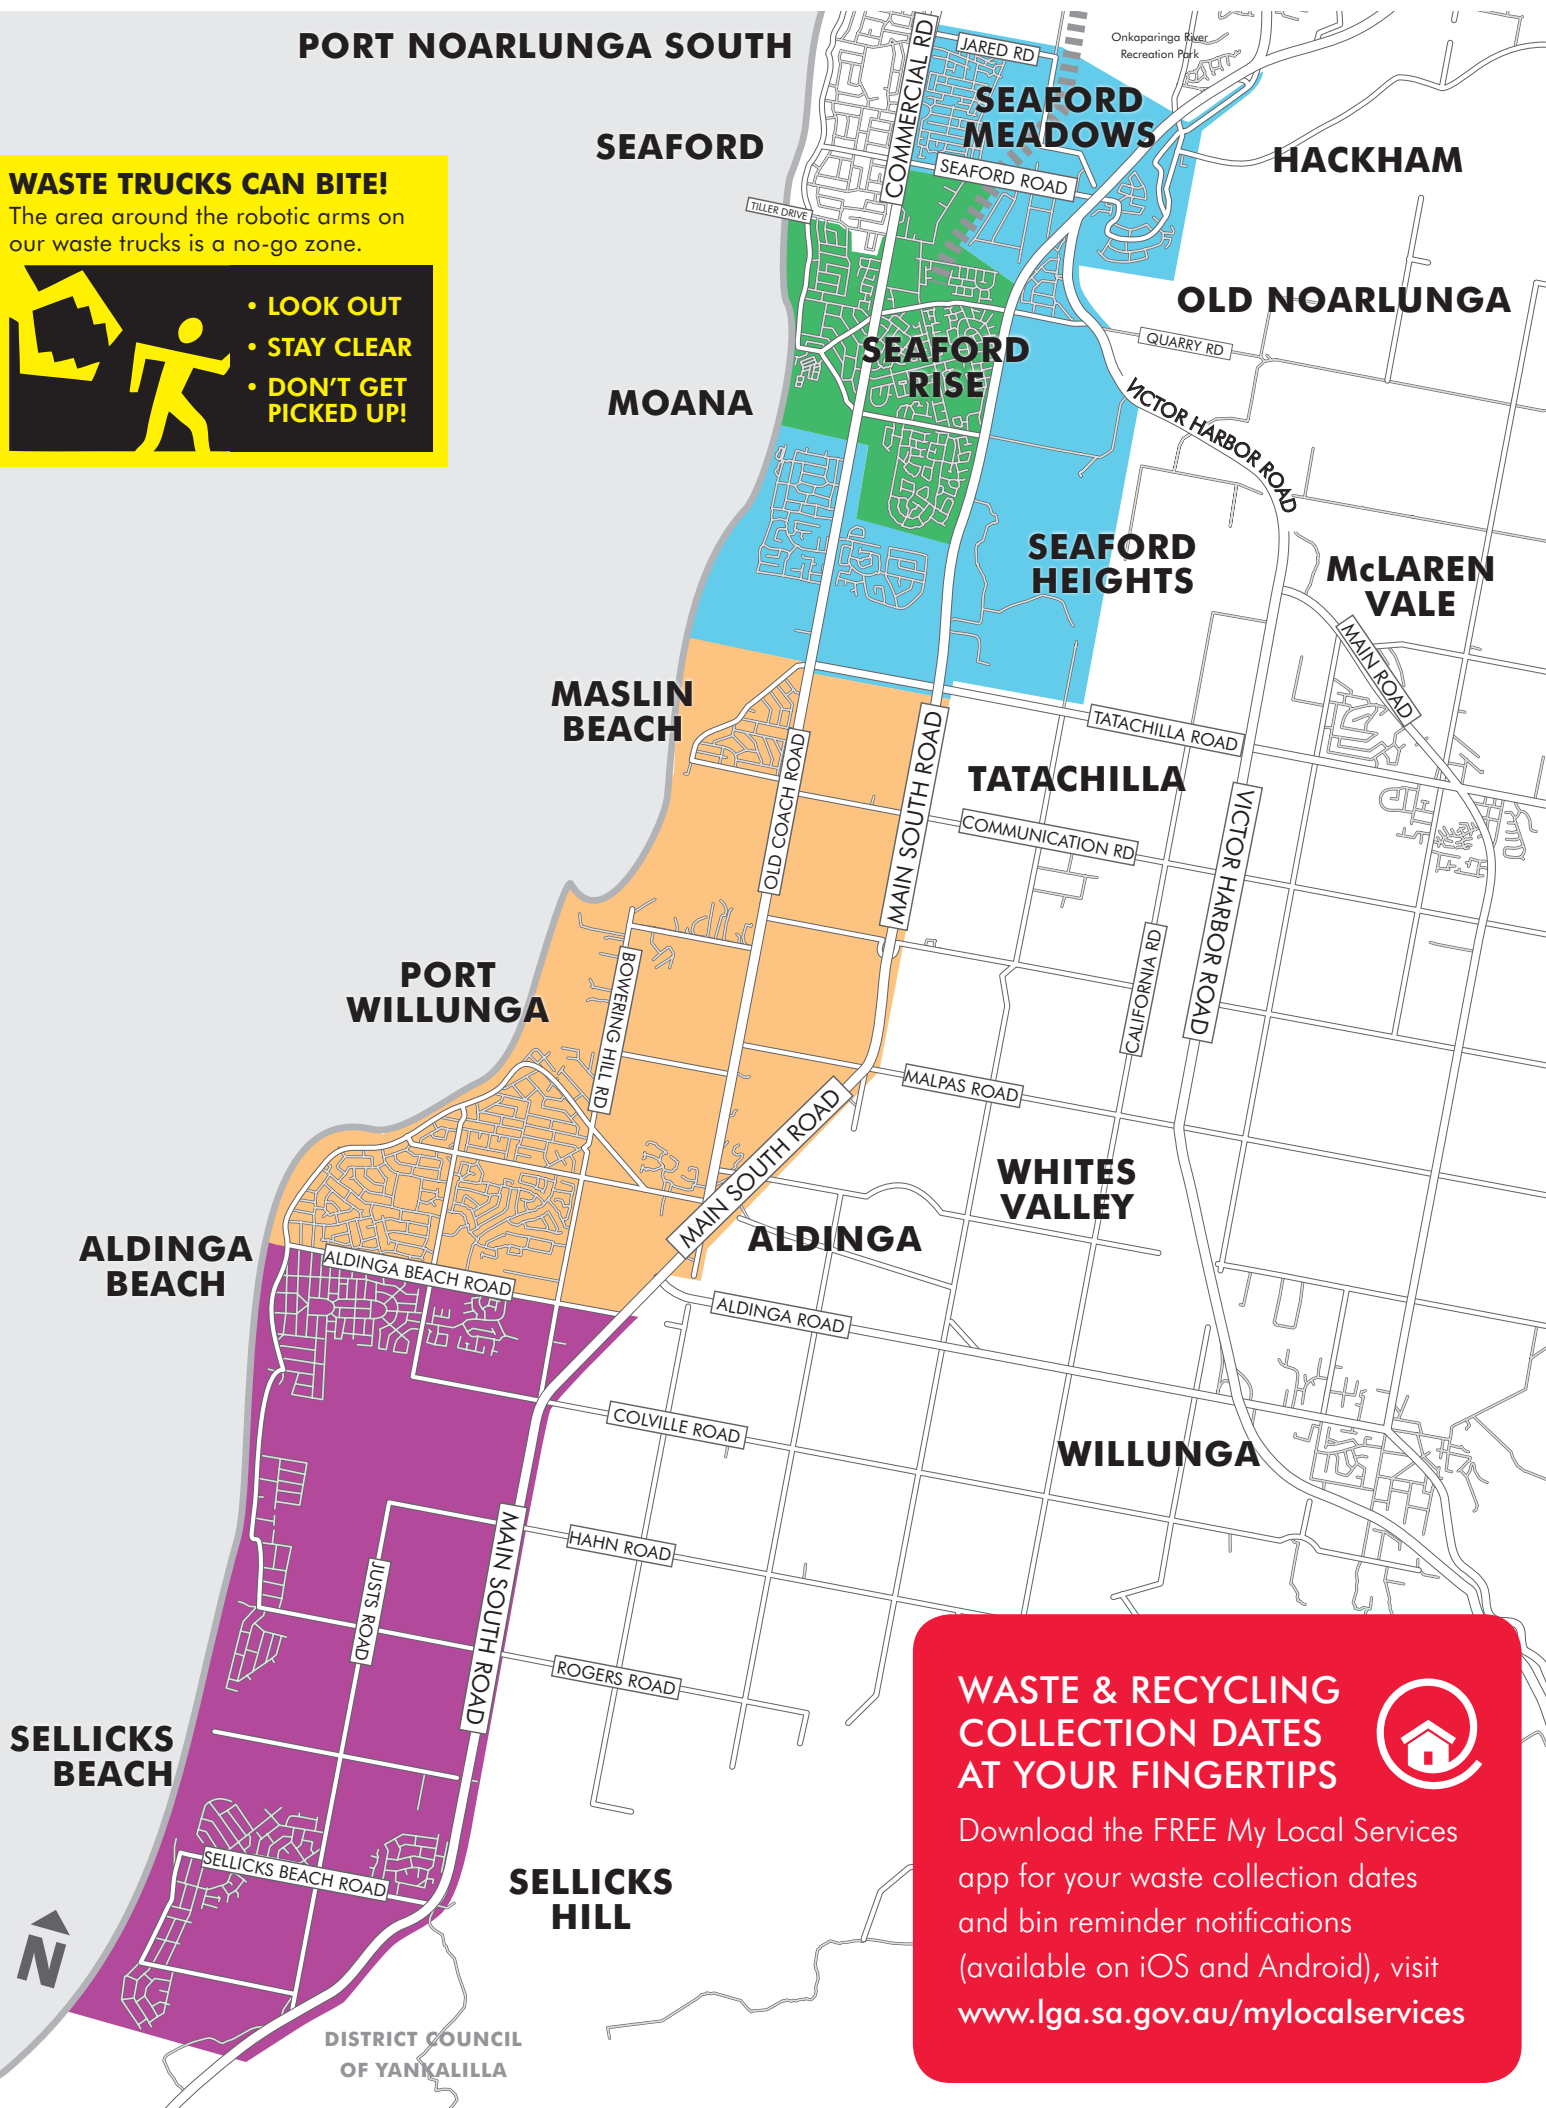 PORT NOARLUNGA SOUTH
COMMERCIAL RD
JARED RD
Onkaparinga River
Recreation Park
SEAFORD
MEADOWS
SEAFORD
HACKHAM
SEAFORD ROAD
WASTE TRUCKS CAN BITE!
The area around the robotic arms on
our waste trucks is a no-go zone.
• LOOK OUT
• STAY CLEAR
• DON'T GET
PICKED UP!
TILLER DRIVE
OLD NOARLUNGA
QUARRY RD
SEAFORD
RISE
MOANA
VICTOR HARBOR ROAD
SEAFORD
HEIGHTS
McLAREN
VALE
MAIN ROAD
MASLIN
BEACH
TATACHILLA ROAD
OLD COACH ROAD
MAIN SOUTH ROAD
TATACHILLA
COMMUNICATION RD
VICTOR HARBOR ROAD
CALIFORNIA RD
PORT
WILLUNGA
BOWERING HILL RD
MALPAS ROAD
MAIN SOUTH ROAD
WHITES
VALLEY
ALDINGA
ALDINGA
BEACH
ALDINGA BEACH ROAD
ALDINGA ROAD
COLVILLE ROAD
WILLUNGA
MAIN SOUTH ROAD
HAHN ROAD
JUSTS ROAD
ROGERS ROAD
SELLICKS
BEACH
SELLICKS BEACH ROAD
SELLICKS
HILL
N
DISTRICT COUNCIL
OF YANKALILLA
WASTE & RECYCLING
COLLECTION DATES
AT YOUR FINGERTIPS
Download the FREE My Local Services
app for your waste collection dates
and bin reminder notifications
(available on iOS and Android), visit
www.lga.sa.gov.au/mylocalservices